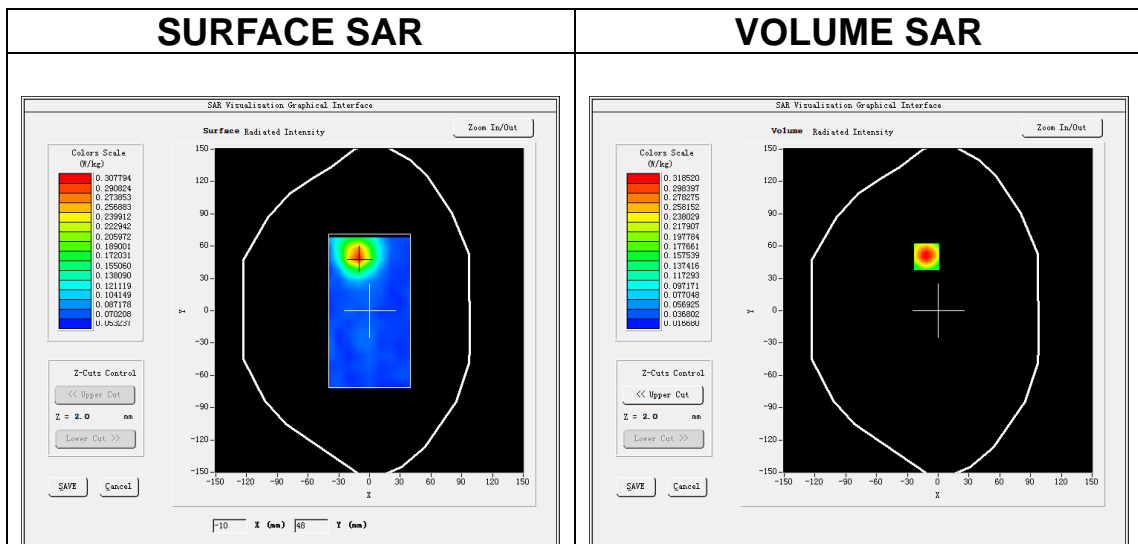 SURFACE SAR
SAR Visualisation Graphical Interface
Surface Radiated Intensity
Zoom In/Out
Colors Scale
(W/kg)
0.307794
0.290824
0.273853
0.256883
0.239912
0.222942
0.205972
0.189001
0.172031
0.155060
0.138090
0.121119
0.104149
0.087178
0.070208
0.053237
150
120
90
60
30
0
-30
-60
-90
-120
-150
Y
-150 -120 -90 -60 -30 0 30 60 90 120 150
X
Z-Cuts Control
<< Upper Cut
Z = 2.0 mm
Lower Cut >>
SAVE Cancel
-10 X (mm) 48 Y (mm)
VOLUME SAR
SAR Visualisation Graphical Interface
Volume Radiated Intensity
Zoom In/Out
Colors Scale
(W/kg)
0.318520
0.298397
0.278275
0.258152
0.238029
0.217907
0.197784
0.177661
0.157539
0.137416
0.117293
0.097171
0.077048
0.056925
0.036802
0.016680
150
120
90
60
30
0
-30
-60
-90
-120
-150
Y
-150 -120 -90 -60 -30 0 30 60 90 120 150
X
Z-Cuts Control
<< Upper Cut
Z = 2.0 mm
Lower Cut >>
SAVE Cancel